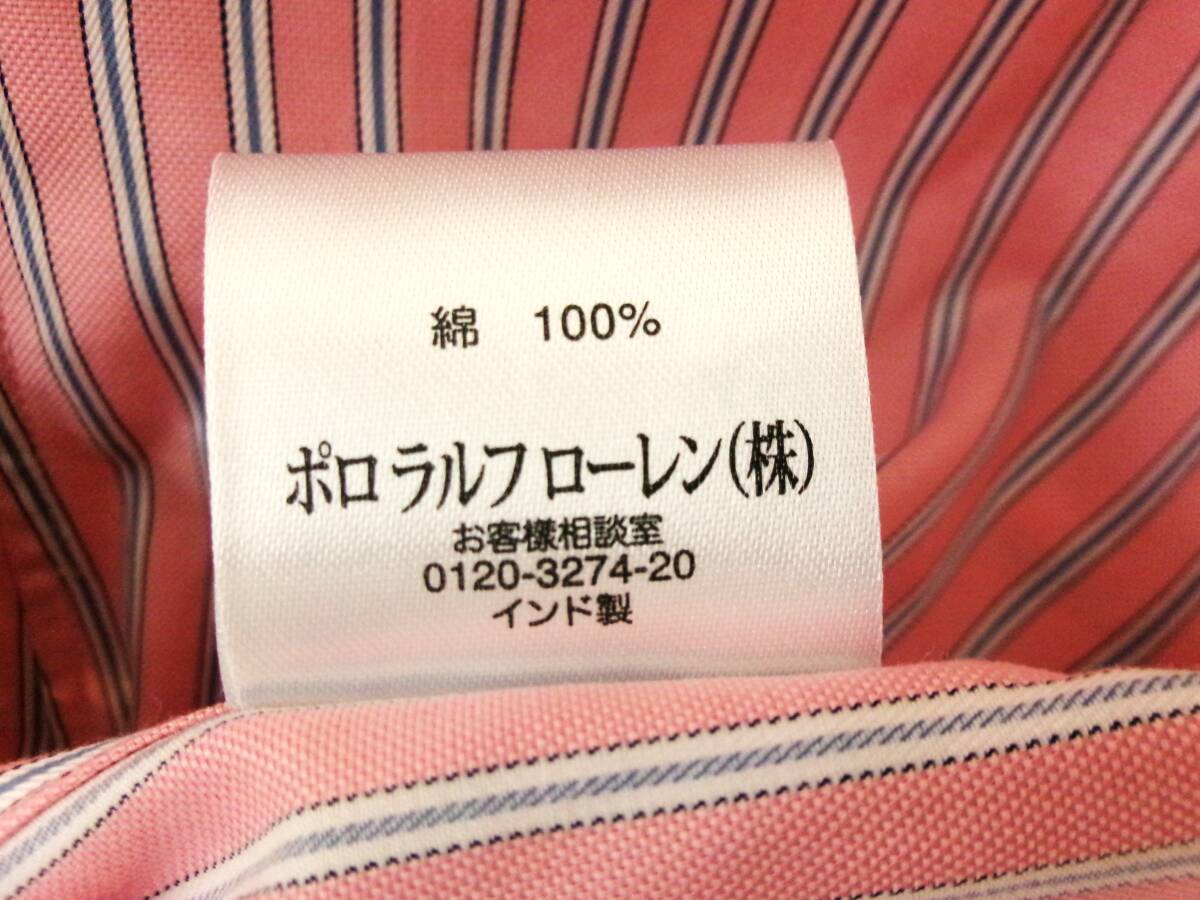 綿 100%
ポロ ラルフ ローレン(株)
お客様相談室
0120-3274-20
インド製